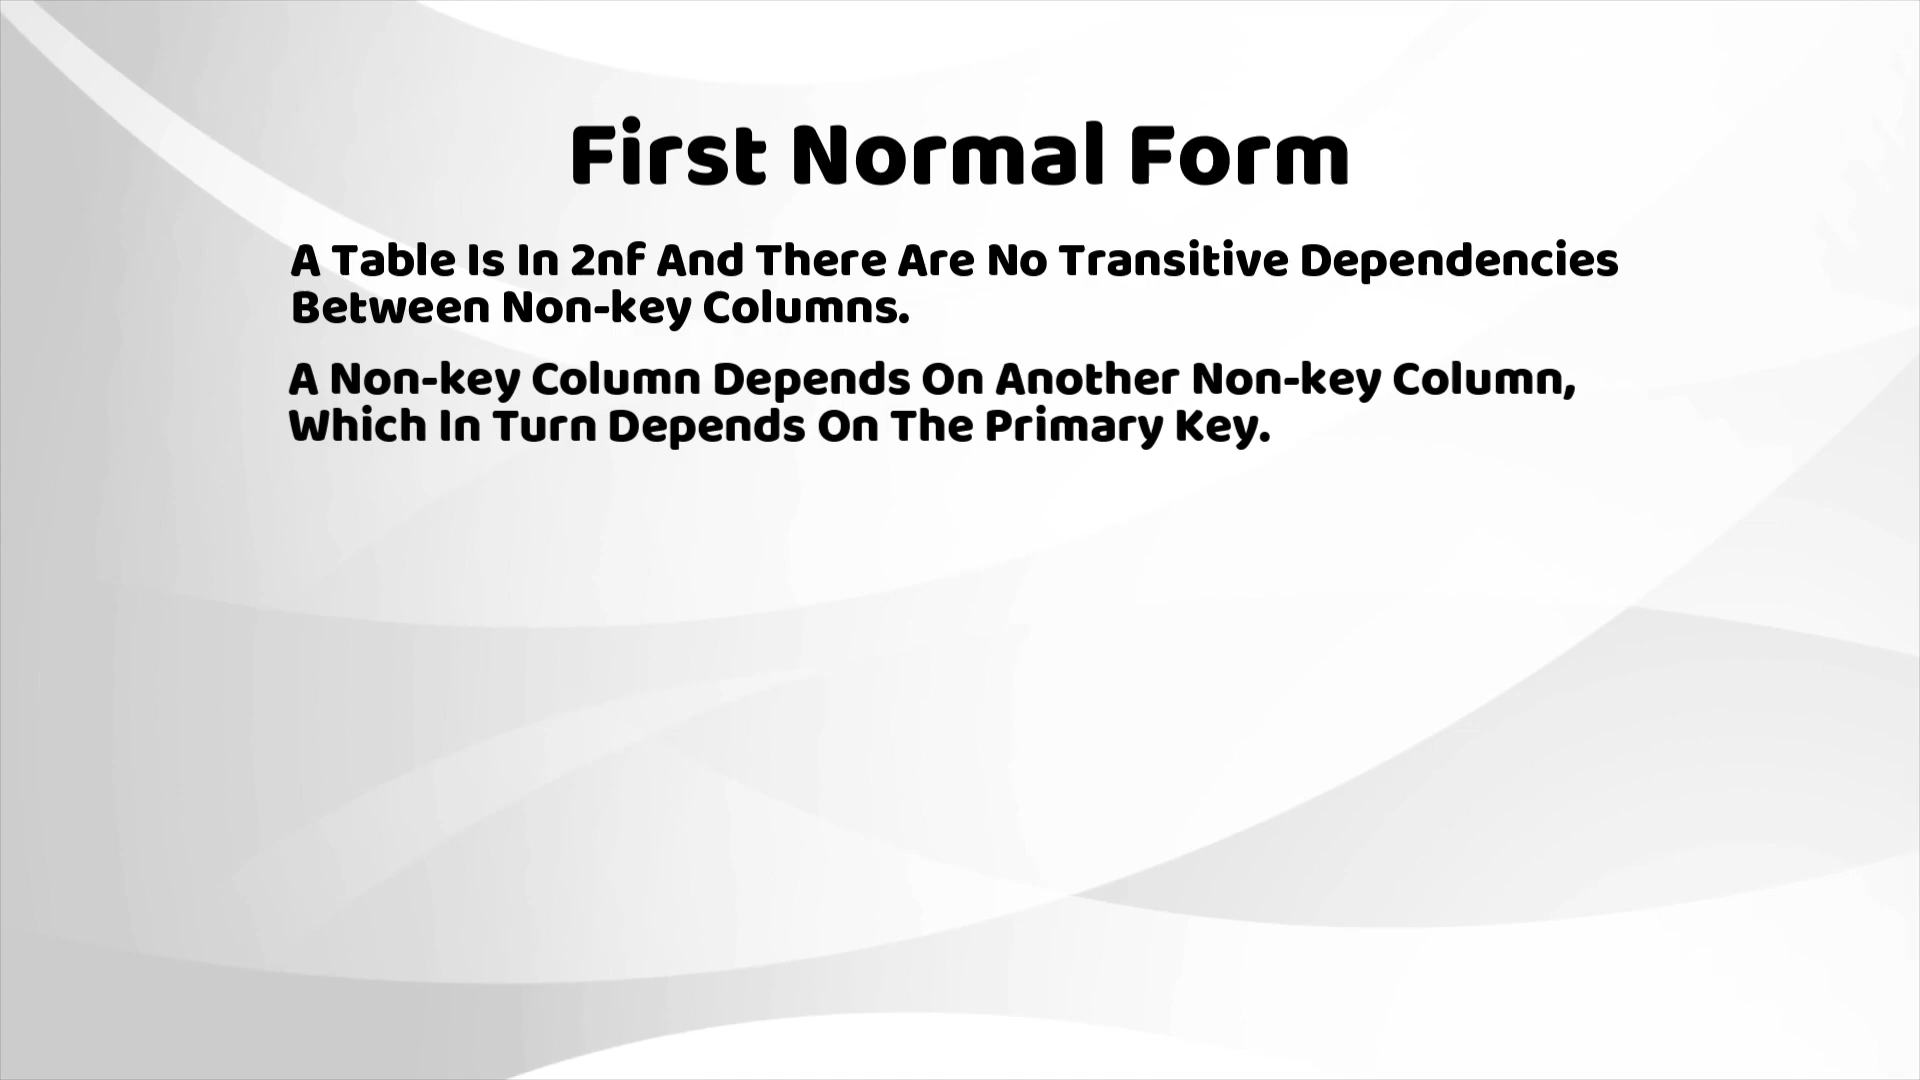 First Normal Form
A Table Is In 2nf And There Are No Transitive Dependencies
Between Non-key Columns.
A Non-key Column Depends On Another Non-key Column,
Which In Turn Depends On The Primary Key.